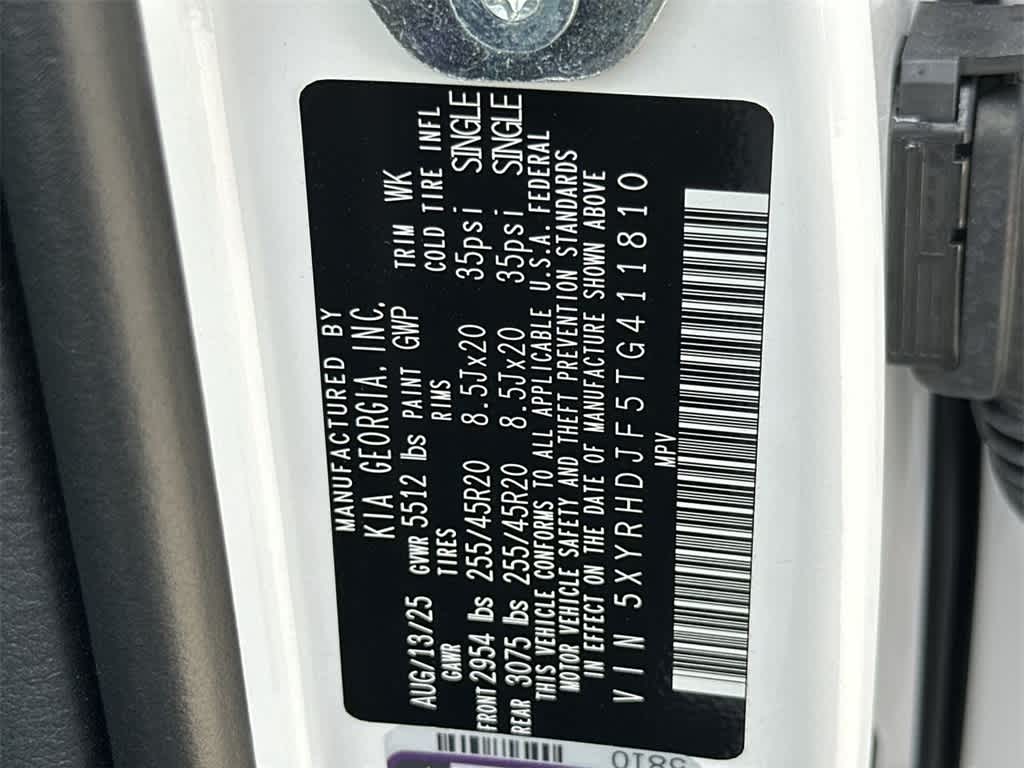 MANUFACTURED BY
KIA GEORGIA, INC.
AUG/13/25 GVWR 5512 lbs PAINT GWP TRIM WK
GAWR TIRES RIMS COLD TIRE INFL
FRONT 2954 lbs 255/45R20 8.5Jx20 35psi SINGLE
REAR 3075 lbs 255/45R20 8.5Jx20 35psi SINGLE
THIS VEHICLE CONFORMS TO ALL APPLICABLE U.S.A. FEDERAL
MOTOR VEHICLE SAFETY AND THEFT PREVENTION STANDARDS
IN EFFECT ON THE DATE OF MANUFACTURE SHOWN ABOVE
VIN 5XYRHDJF5TG411810
MPV
5810